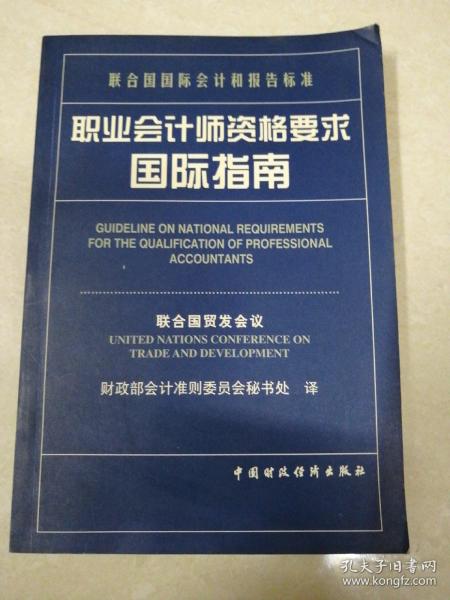 联合国国际会计和报告标准
职业会计师资格要求
国际指南
GUIDELINE ON NATIONAL REQUIREMENTS
FOR THE QUALIFICATION OF PROFESSIONAL
ACCOUNTANTS
联合国贸发会议
UNITED NATIONS CONFERENCE ON
TRADE AND DEVELOPMENT
财政部会计准则委员会秘书处 译
中国财政经济出版社
孔夫子旧书网
www.kongfz.com